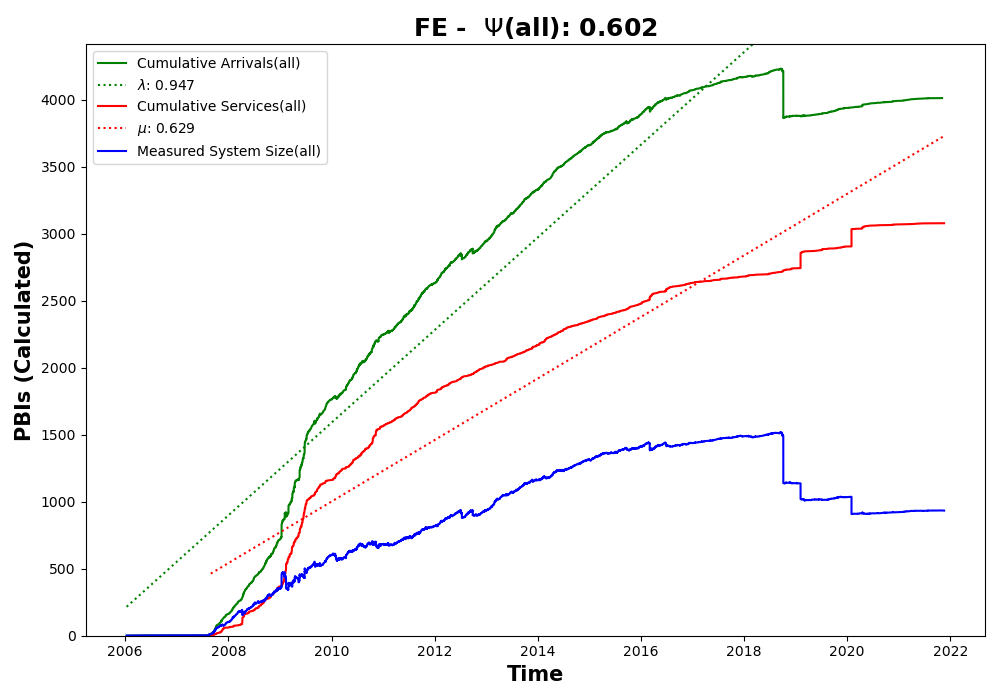 FE -  Ψ(all): 0.602
Cumulative Arrivals(all)
λ: 0.947
Cumulative Services(all)
μ: 0.629
Measured System Size(all)
PBIs (Calculated)
4000
3500
3000
2500
2000
1500
1000
500
0
2006 2008 2010 2012 2014 2016 2018 2020 2022
Time